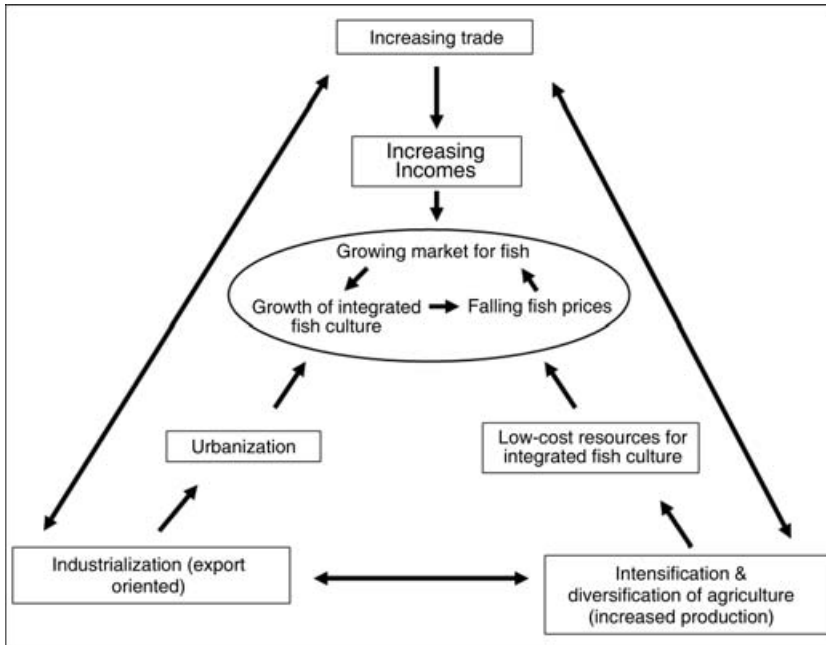 Increasing trade
Increasing
Incomes
Growing market for fish
Growth of integrated
fish culture
Falling fish prices
Urbanization
Low-cost resources for
integrated fish culture
Industrialization (export
oriented)
Intensification &
diversification of agriculture
(increased production)